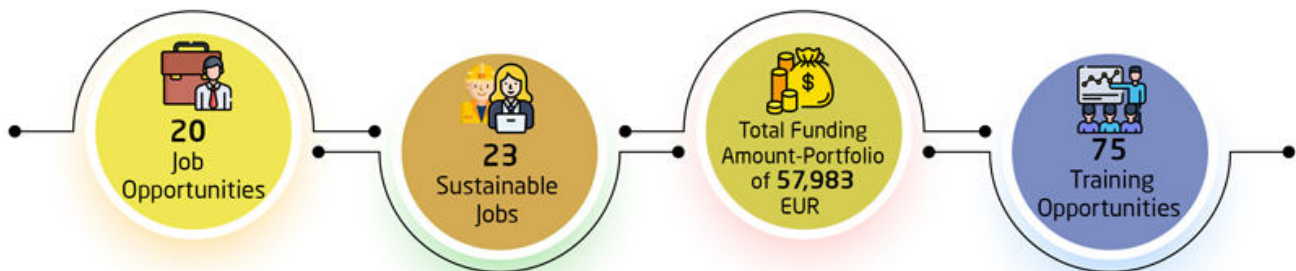 20
Job
Opportunities
23
Sustainable
Jobs
$
Total Funding
Amount-Portfolio
of 57,983
EUR
75
Training
Opportunities